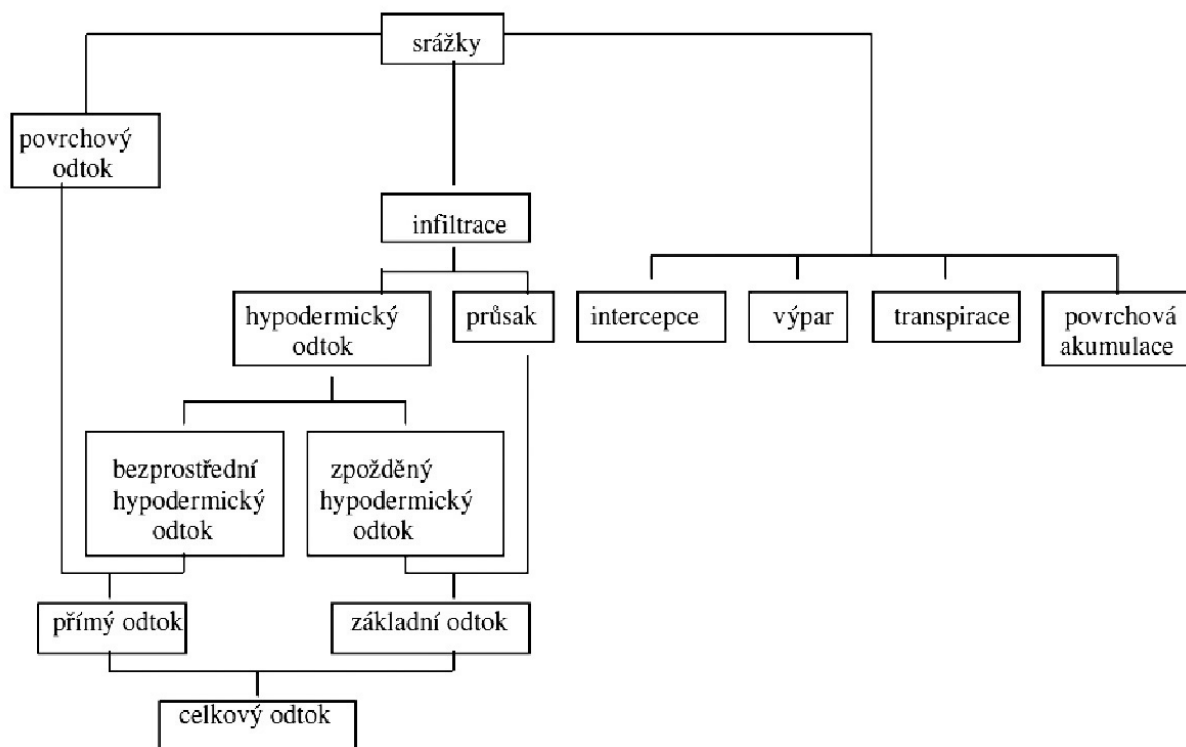 srážky
povrchový
odtok
infiltrace
hypodermický
odtok
průsak
intercepce
výpar
transpirace
povrchová
akumulace
bezprostřední
hypodermický
odtok
zpožděný
hypodermický
odtok
přímý odtok
základní odtok
celkový odtok